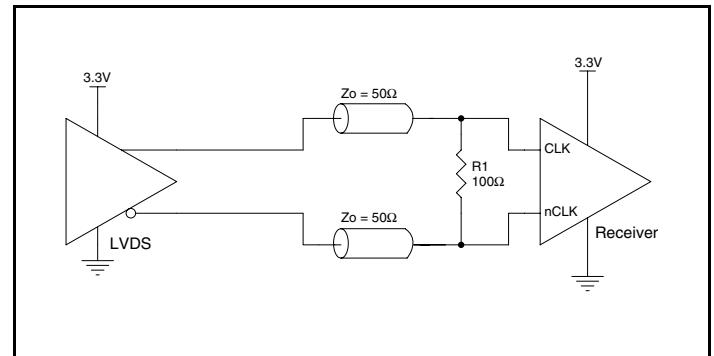 3.3V
3.3V
Zo = 50Ω
CLK
R1
100Ω
Zo = 50Ω
nCLK
LVDS
Receiver